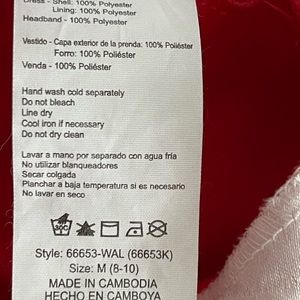 Dress - Shell: 100% Polyester
Lining: 100% Polyester
Headband - 100% Polyester
Vestido - Capa exterior de la prenda: 100% Poliéster
Forro: 100% Poliéster
Venda - 100% Poliéster
Hand wash cold separately
Do not bleach
Line dry
Cool iron if necessary
Do not dry clean
Lavar a mano por separado con agua fría
No utilizar blanqueadores
Secar colgada
Planchar a baja temperatura si es necesario
No lavar en seco
30C
Style: 66653-WAL (66653K)
Size: M (8-10)
MADE IN CAMBODIA
HECHO EN CAMBOYA